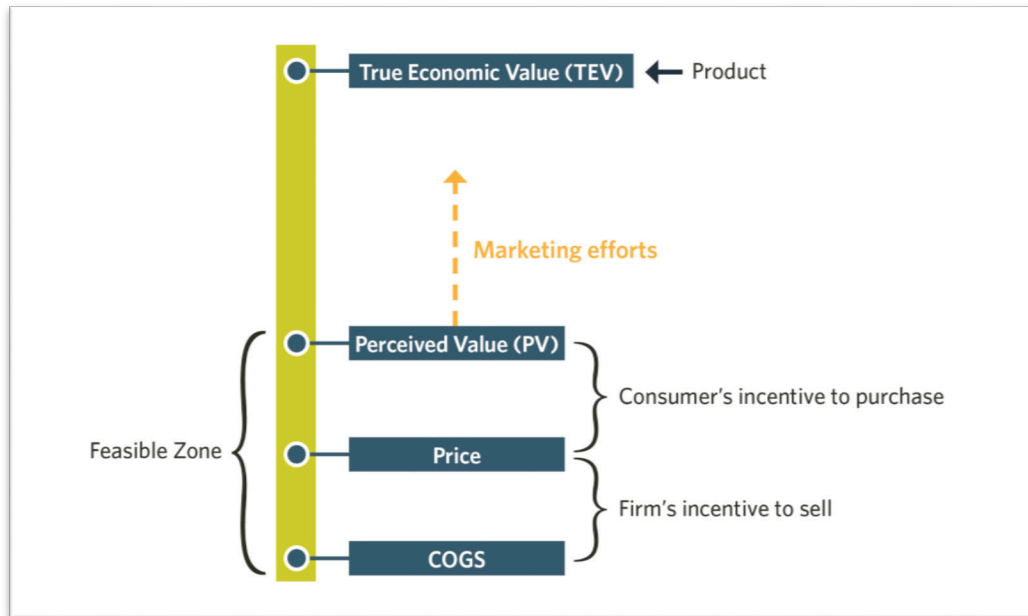 True Economic Value (TEV)
Product
Marketing efforts
Perceived Value (PV)
Consumer’s incentive to purchase
Feasible Zone
Price
Firm’s incentive to sell
COGS